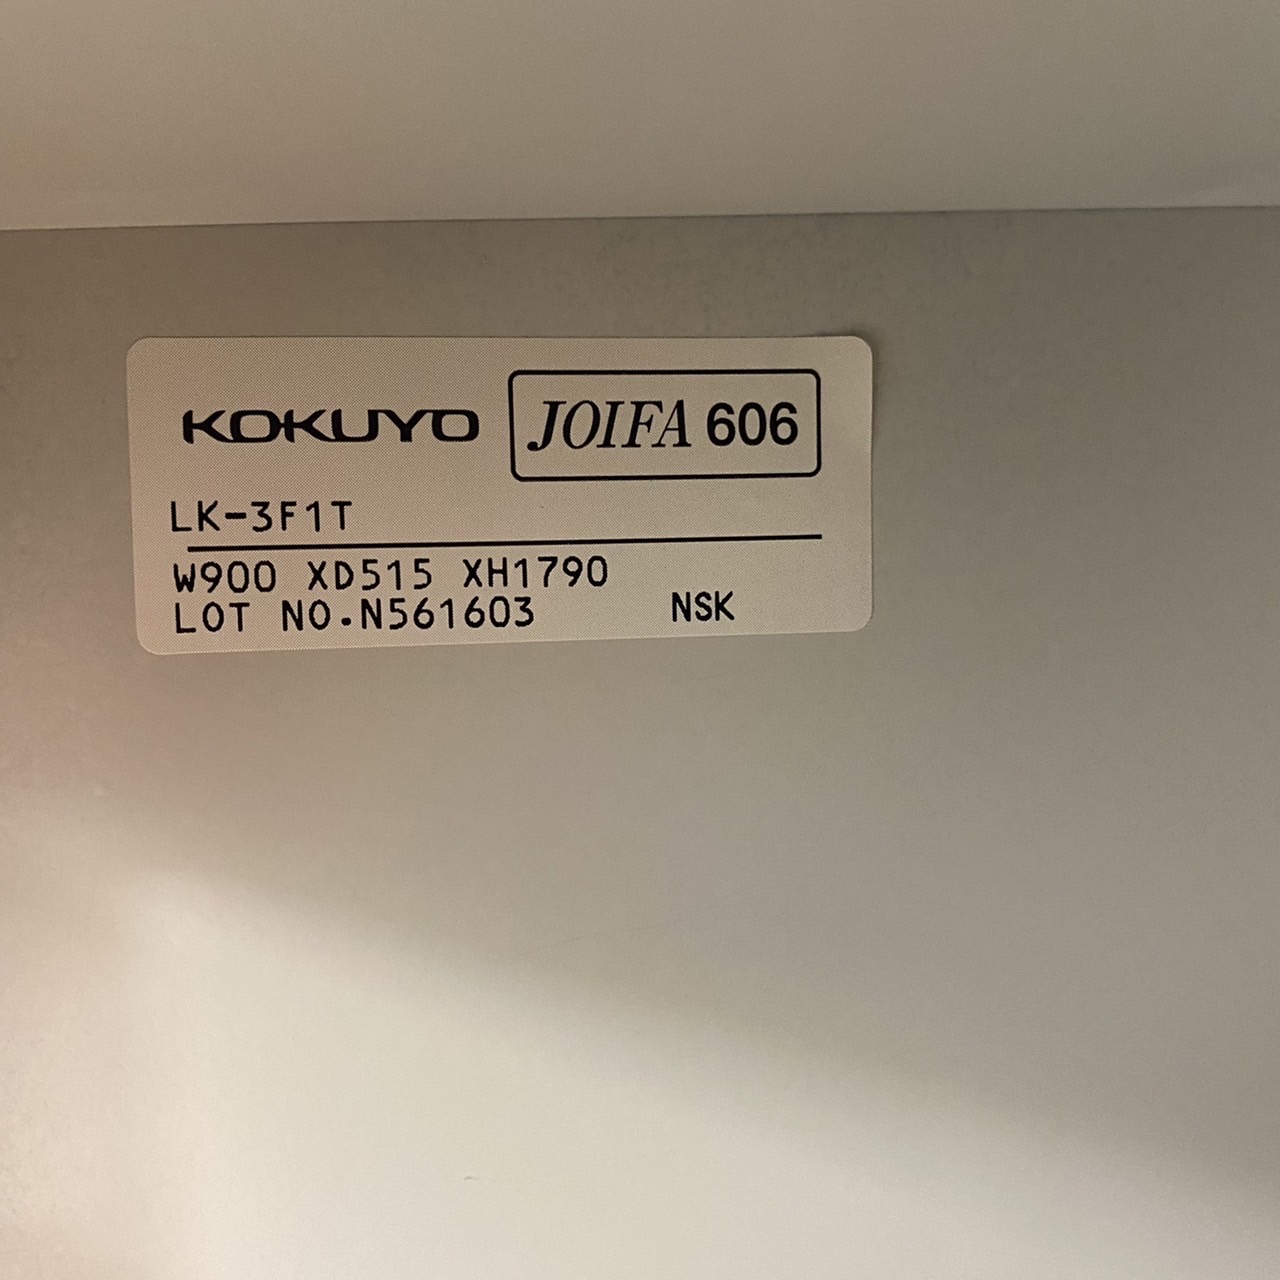 KOKUYO JOIFA 606
LK-3F1T
W900 XD515 XH1790
LOT NO.N561603 NSK